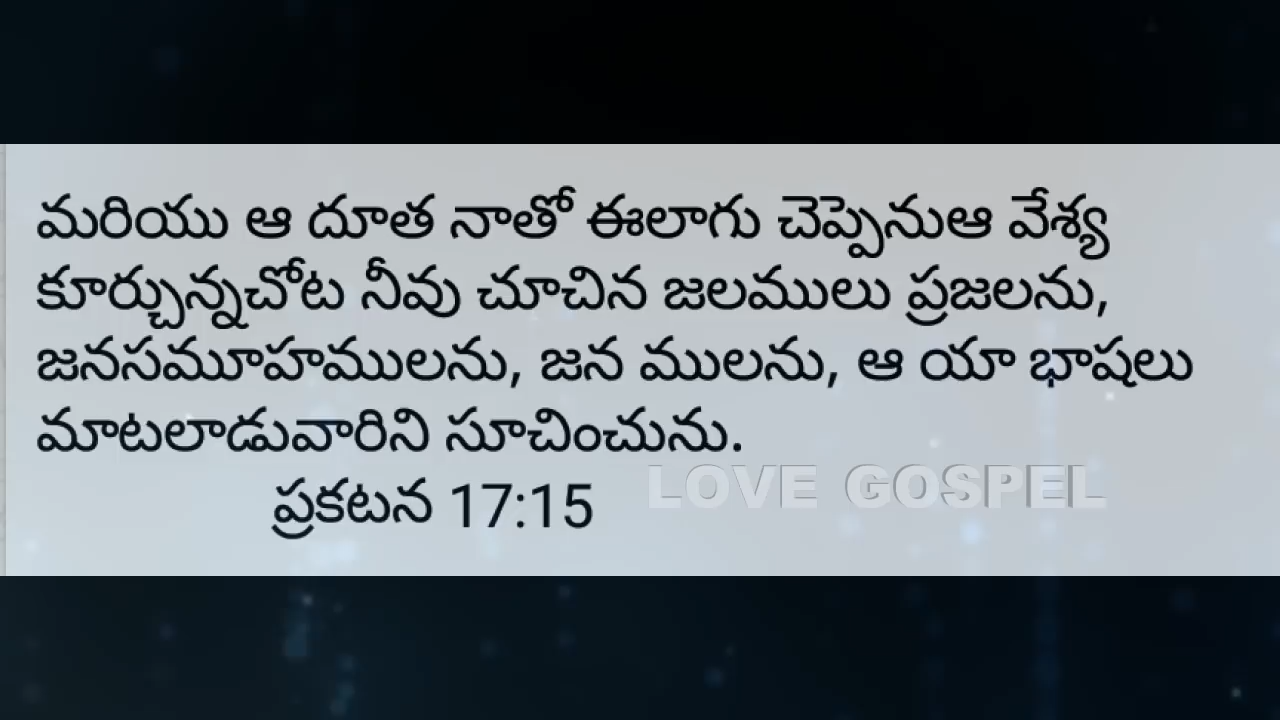 మరియు ఆ దూత నాతో ఈలాగు చెప్పెనుఆ వేశ్య
కూర్చున్నచోట నీవు చూచిన జలములు ప్రజలను,
జనసమూహములను, జన ములను, ఆ యా భాషలు
మాటలాడువారిని సూచించును.
ప్రకటన 17:15
LOVE GOSPEL